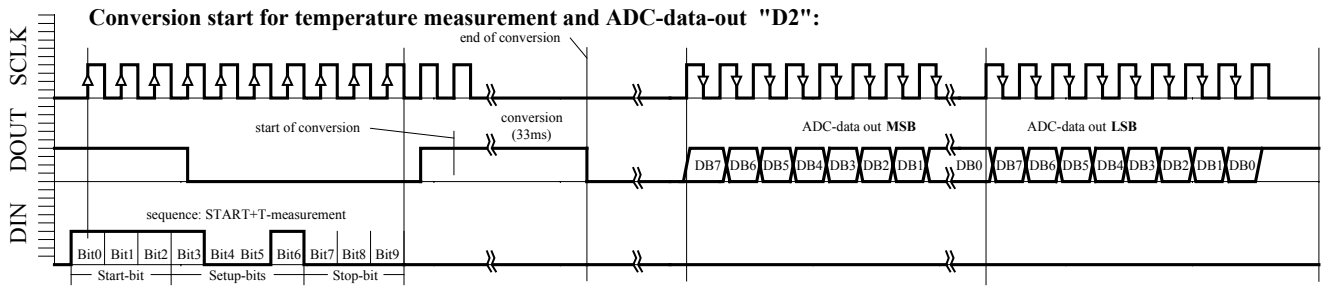 Conversion start for temperature measurement and ADC-data-out "D2":
end of conversion
SCLK
start of conversion
conversion
(33ms)
ADC-data out MSB
ADC-data out LSB
DOUT
DB7 DB6 DB5 DB4 DB3 DB2 DB1 DB0 DB7 DB6 DB5 DB4 DB3 DB2 DB1 DB0
sequence: START+T-measurement
DIN
Bit0 Bit1 Bit2 Bit3 Bit4 Bit5 Bit6 Bit7 Bit8 Bit9
Start-bit Setup-bits Stop-bit